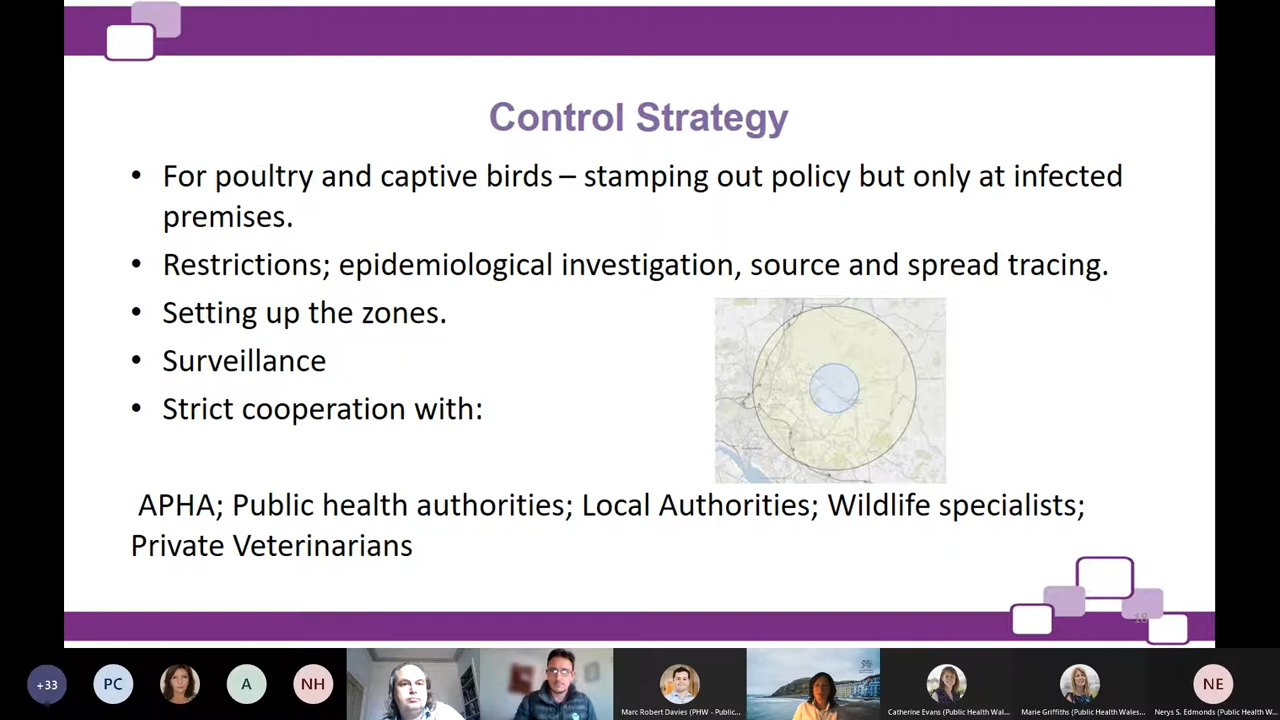 Control Strategy
• For poultry and captive birds – stamping out policy but only at infected
premises.
• Restrictions; epidemiological investigation, source and spread tracing.
• Setting up the zones.
• Surveillance
• Strict cooperation with:
APHA; Public health authorities; Local Authorities; Wildlife specialists;
Private Veterinarians
18
+33
PC
A
NH
Marc Robert Davies (PHW - Public...
Catherine Evans (Public Health Wal...
Marie Griffiths (Public Health Wales...
NE
Nerys S. Edmonds (Public Health W...